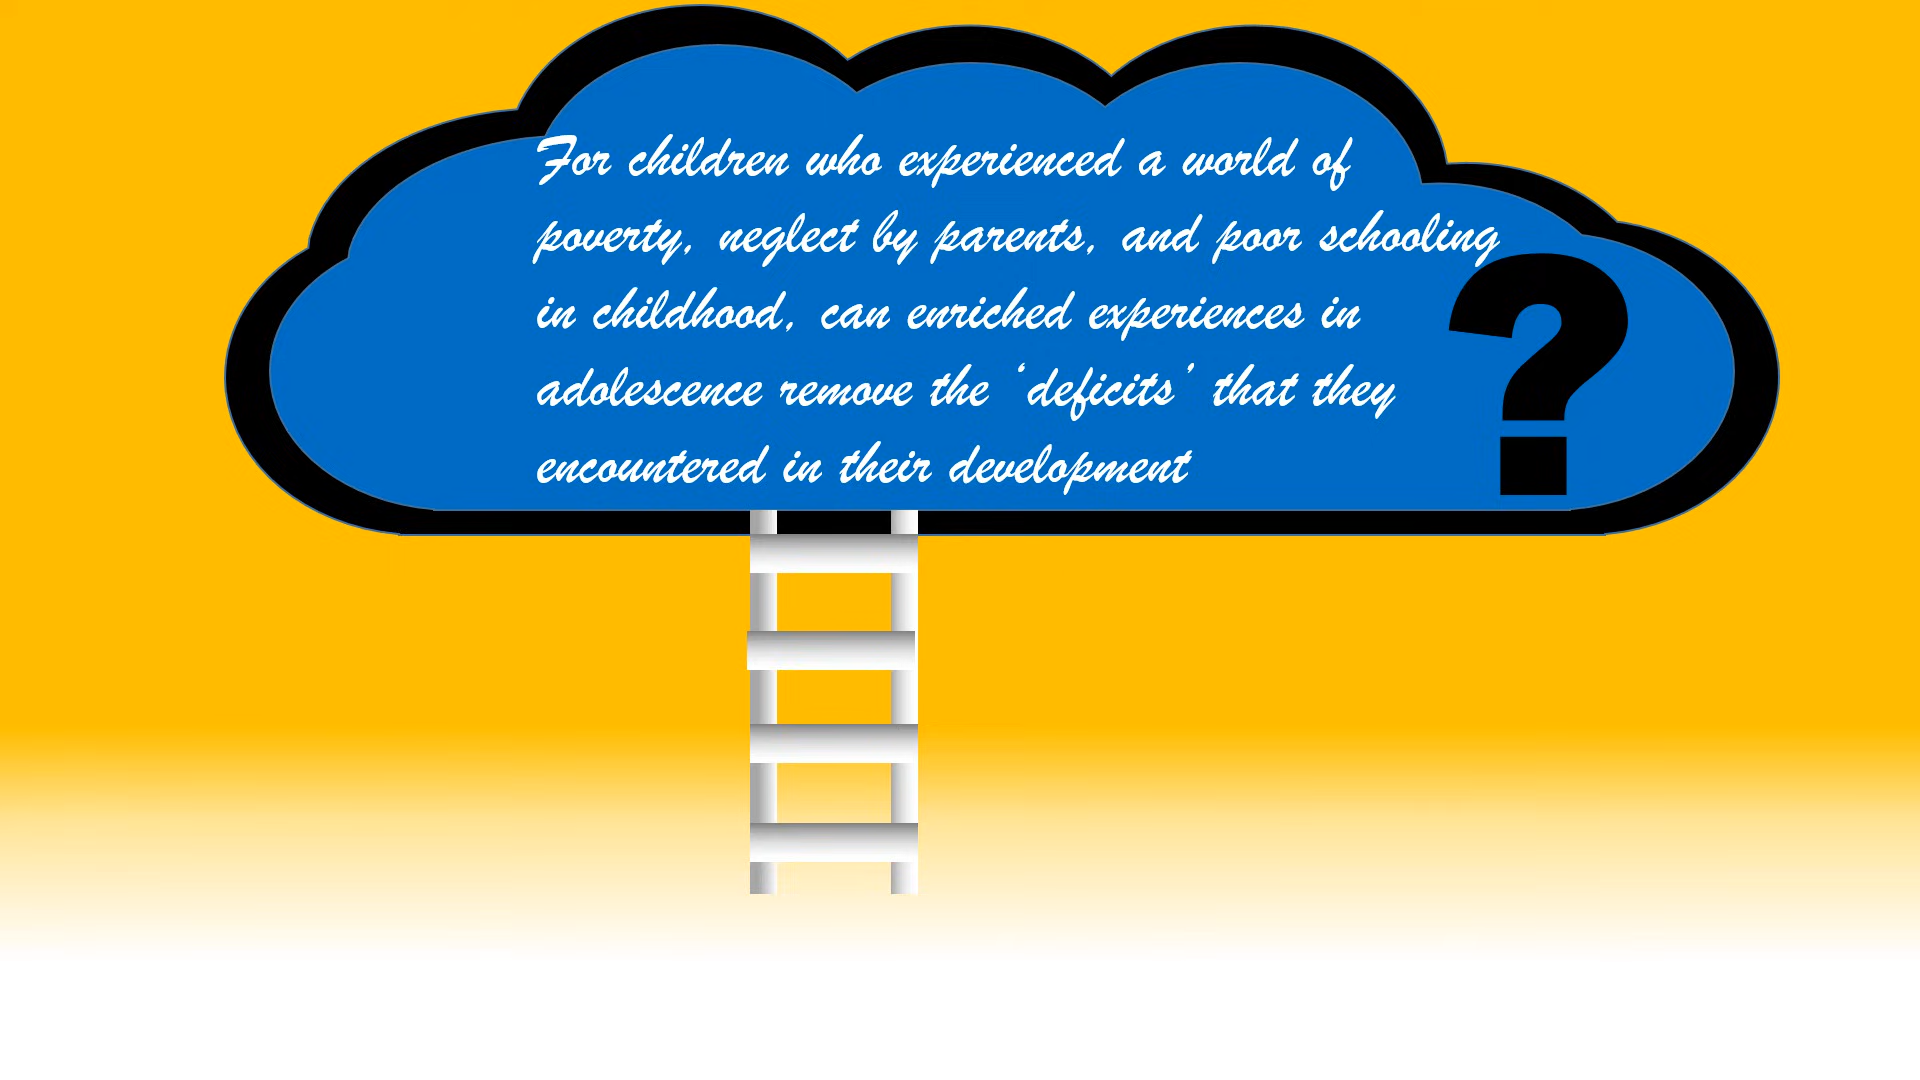 For children who experienced a world of
poverty, neglect by parents, and poor schooling
in childhood, can enriched experiences in
adolescence remove the ‘deficits’ that they
encountered in their development
?